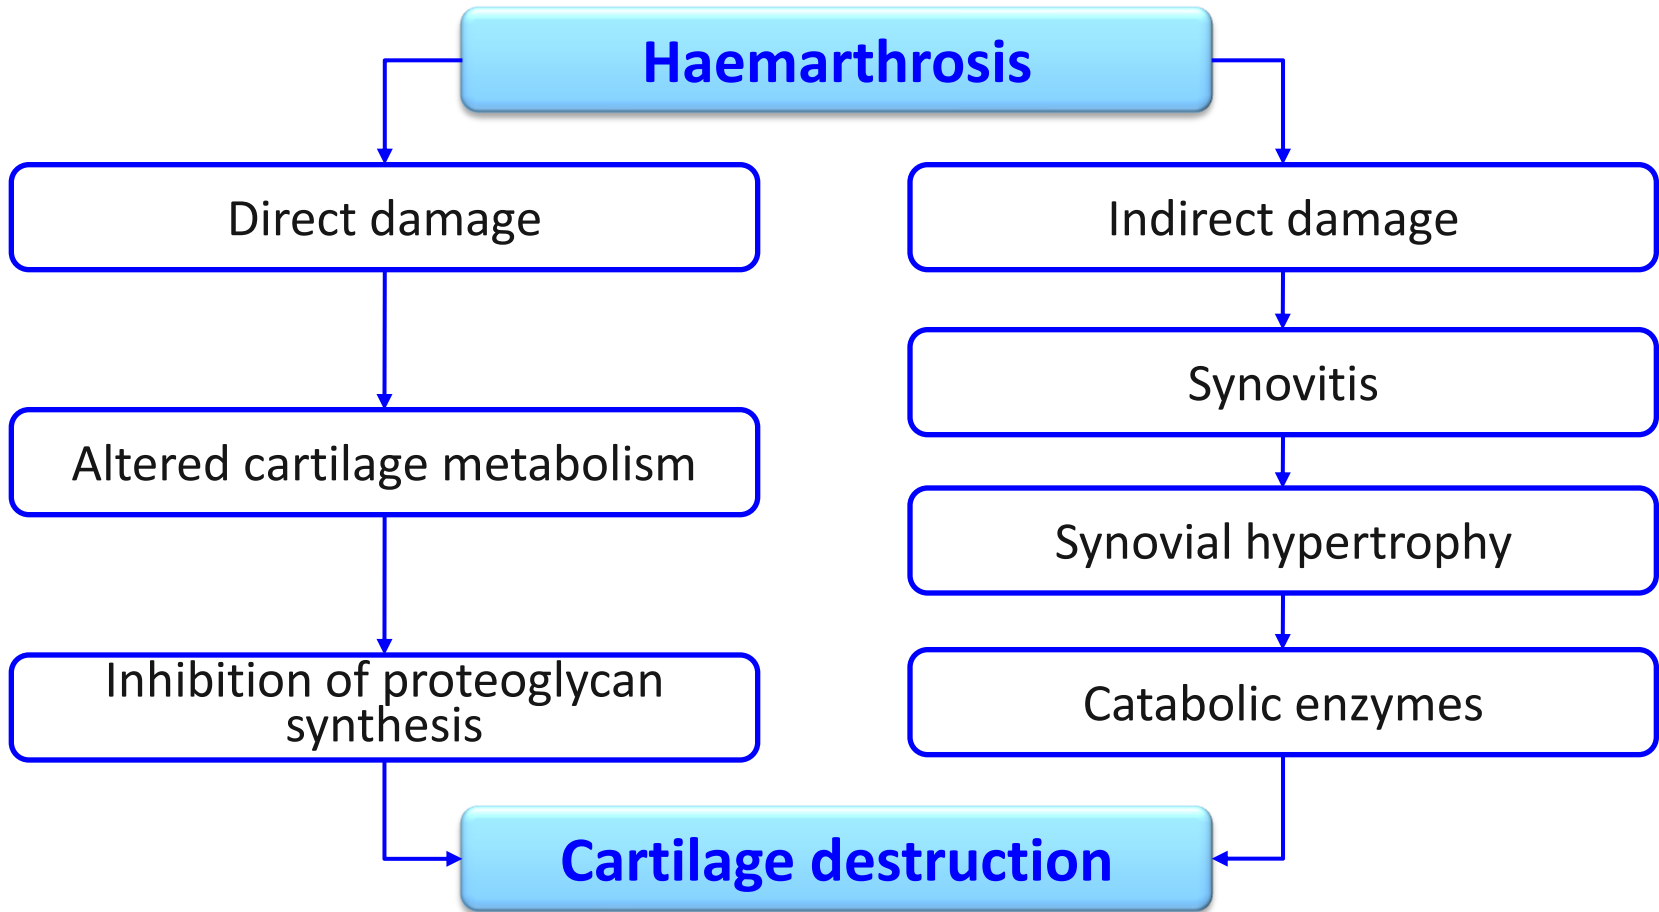 Haemarthrosis
Direct damage
Altered cartilage metabolism
Inhibition of proteoglycan
synthesis
Indirect damage
Synovitis
Synovial hypertrophy
Catabolic enzymes
Cartilage destruction